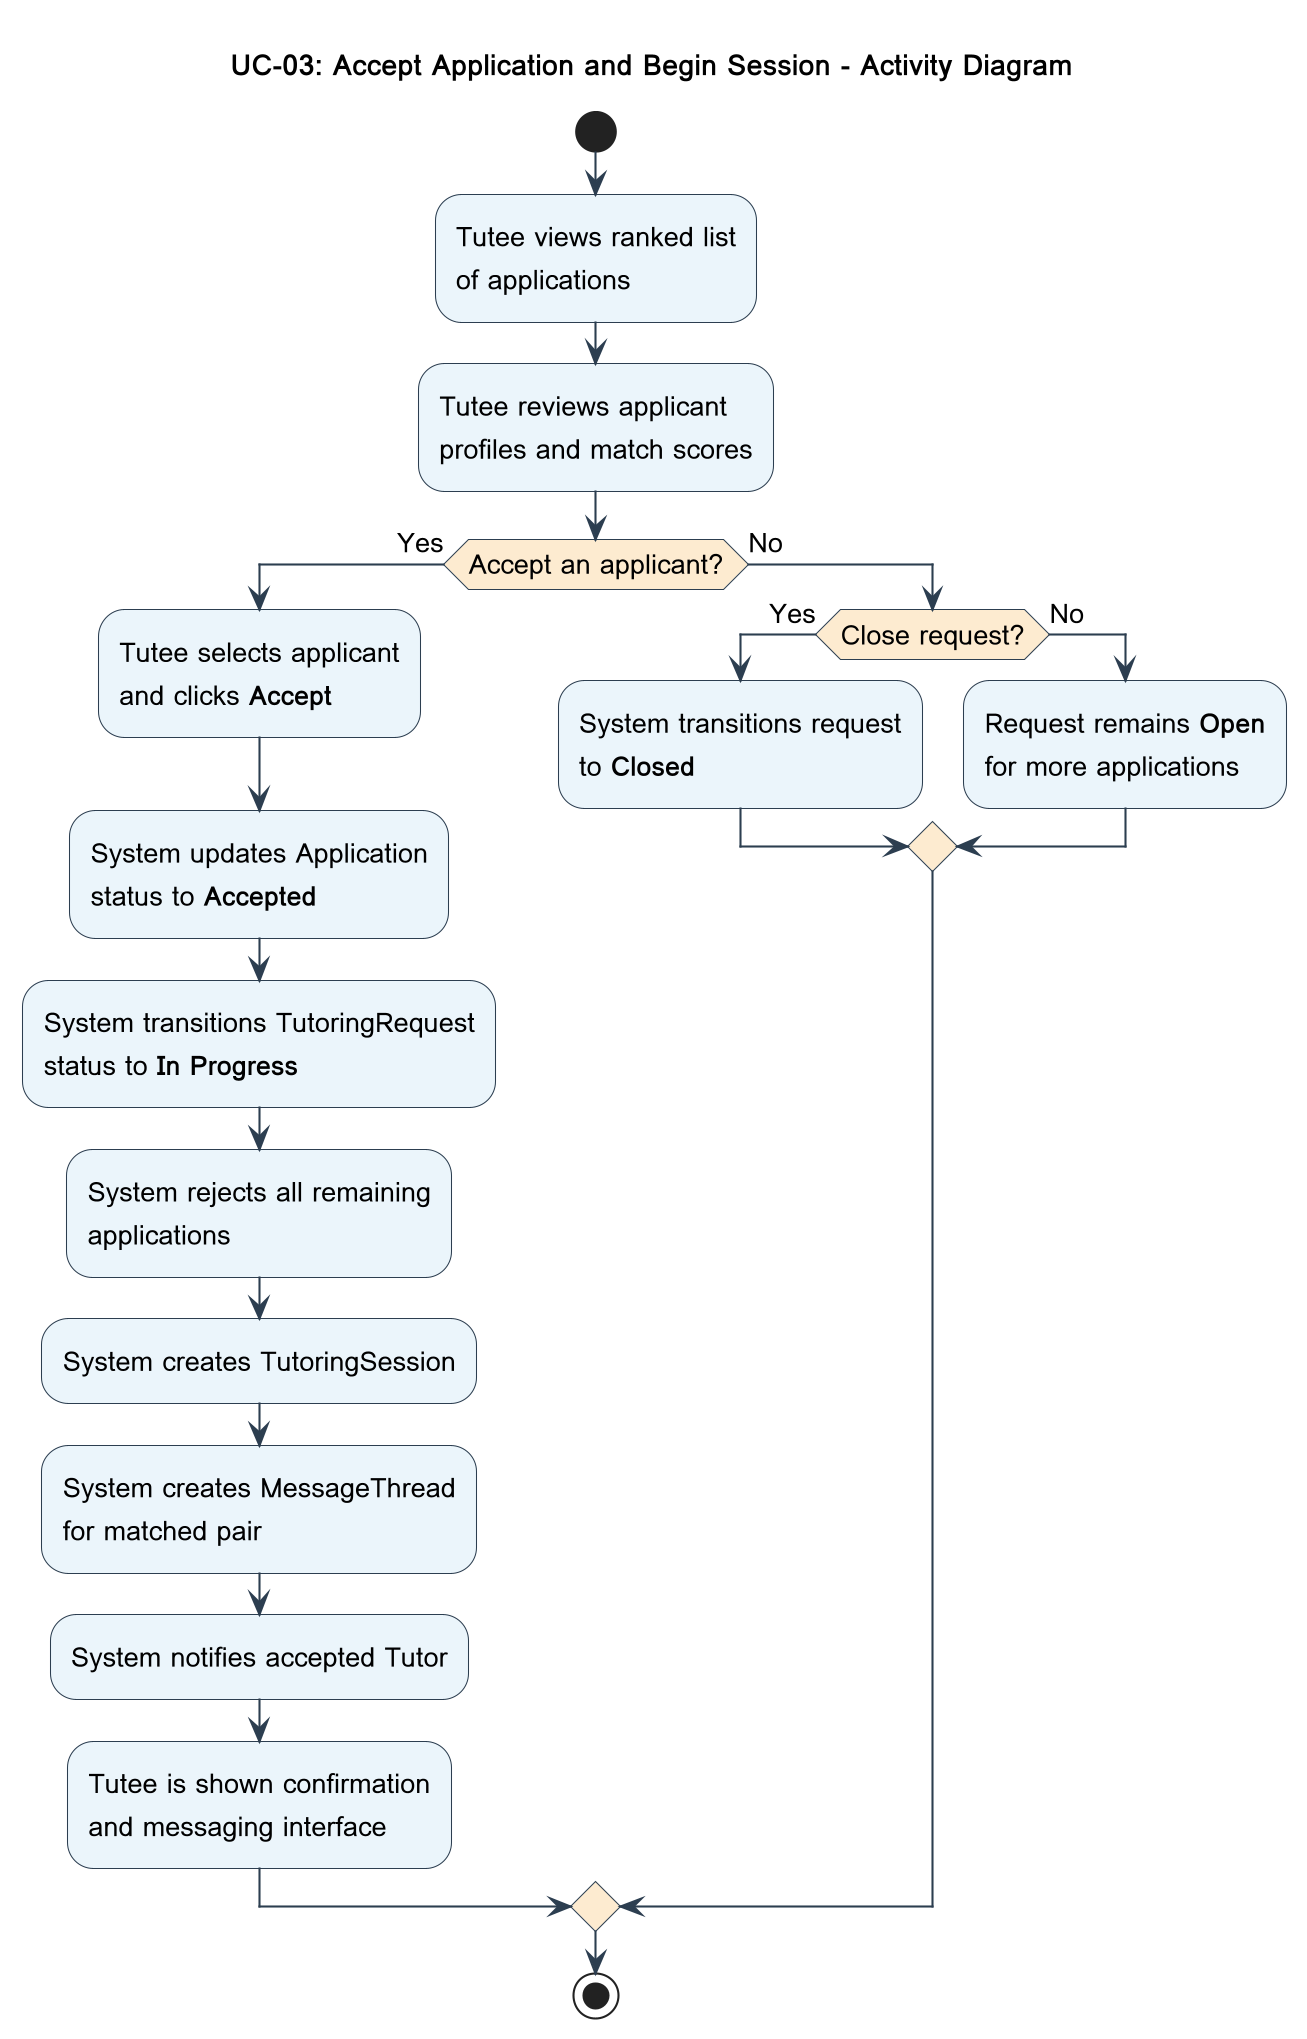 UC-03: Accept Application and Begin Session - Activity Diagram
Tutee views ranked list
of applications
Tutee reviews applicant
profiles and match scores
Yes
Accept an applicant?
No
Tutee selects applicant
and clicks Accept
System updates Application
status to Accepted
System transitions TutoringRequest
status to In Progress
System rejects all remaining
applications
System creates TutoringSession
System creates MessageThread
for matched pair
System notifies accepted Tutor
Tutee is shown confirmation
and messaging interface
Yes
Close request?
No
System transitions request
to Closed
Request remains Open
for more applications